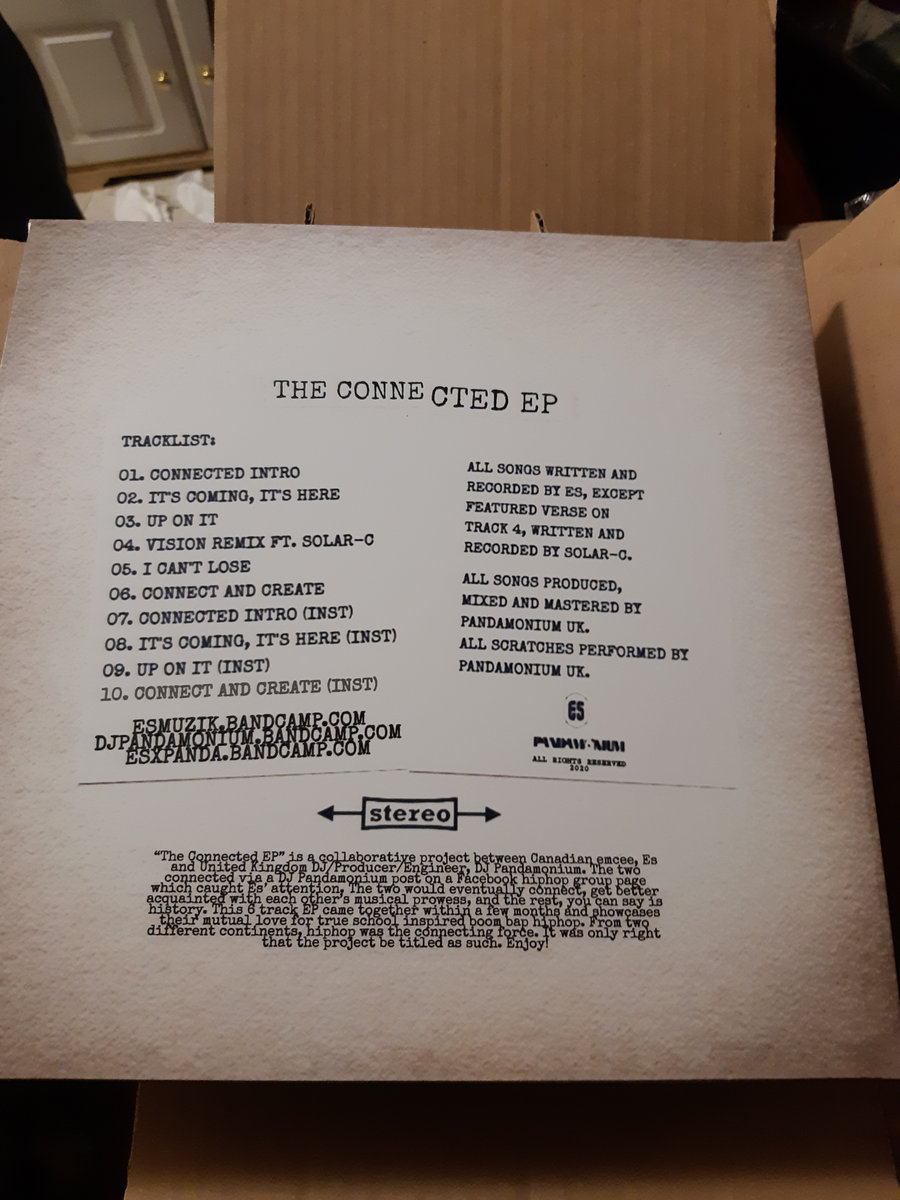 THE CONNECTED EP
TRACKLIST:
01. CONNECTED INTRO
02. IT'S COMING, IT'S HERE
03. UP ON IT
04. VISION REMIX FT. SOLAR-C
05. I CAN'T LOSE
06. CONNECT AND CREATE
07. CONNECTED INTRO (INST)
08. IT'S COMING, IT'S HERE (INST)
09. UP ON IT (INST)
10. CONNECT AND CREATE (INST)
ESMUZIK.BANDCAMP.COM
DJPANDAMONIUM.BANDCAMP.COM
ESXPANDA.BANDCAMP.COM
ALL SONGS WRITTEN AND
RECORDED BY ES, EXCEPT
FEATURED VERSE ON
TRACK 4, WRITTEN AND
RECORDED BY SOLAR-C.
ALL SONGS PRODUCED,
MIXED AND MASTERED BY
PANDAMONIUM UK.
ALL SCRATCHES PERFORMED BY
PANDAMONIUM UK.
ES
ALL RIGHTS RESERVED
2020
stereo
"The Connected EP" is a collaborative project between Canadian emcee, Es
and United Kingdom DJ/Producer/Engineer, DJ Pandamonium. The two
connected via a DJ Pandamonium post on a Facebook hiphop group page
which caught Es' attention, The two would eventually connect, get better
acquainted with each other's musical prowess, and the rest, you can say is
history. This 6 track EP came together within a few months and showcases
their mutual love for true school inspired boom bap hiphop. From two
different continents, hiphop was the connecting force. It was only right
that the project be titled as such. Enjoy!